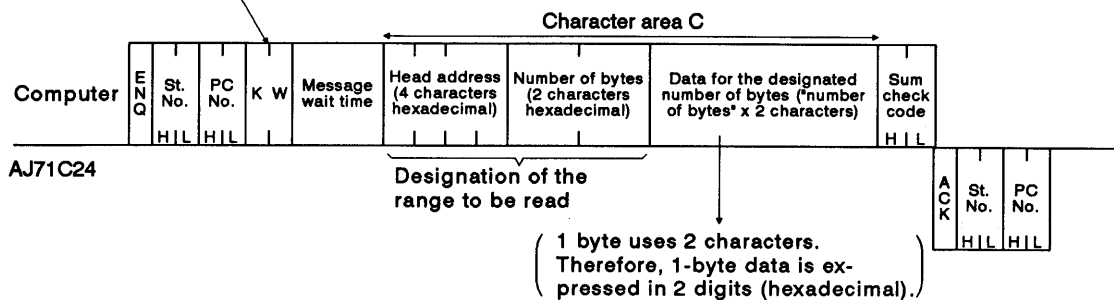 Character area C
Computer
E
N
Q
St.
No.
H L
PC
No.
H L
K W
Message
wait time
Head address
(4 characters
hexadecimal)
Number of bytes
(2 characters
hexadecimal)
Data for the designated
number of bytes ("number
of bytes" x 2 characters)
Sum
check
code
H L
AJ71C24
Designation of the
range to be read
A
C
K
St.
No.
H L
PC
No.
H L
1 byte uses 2 characters.
Therefore, 1-byte data is ex-
pressed in 2 digits (hexadecimal).